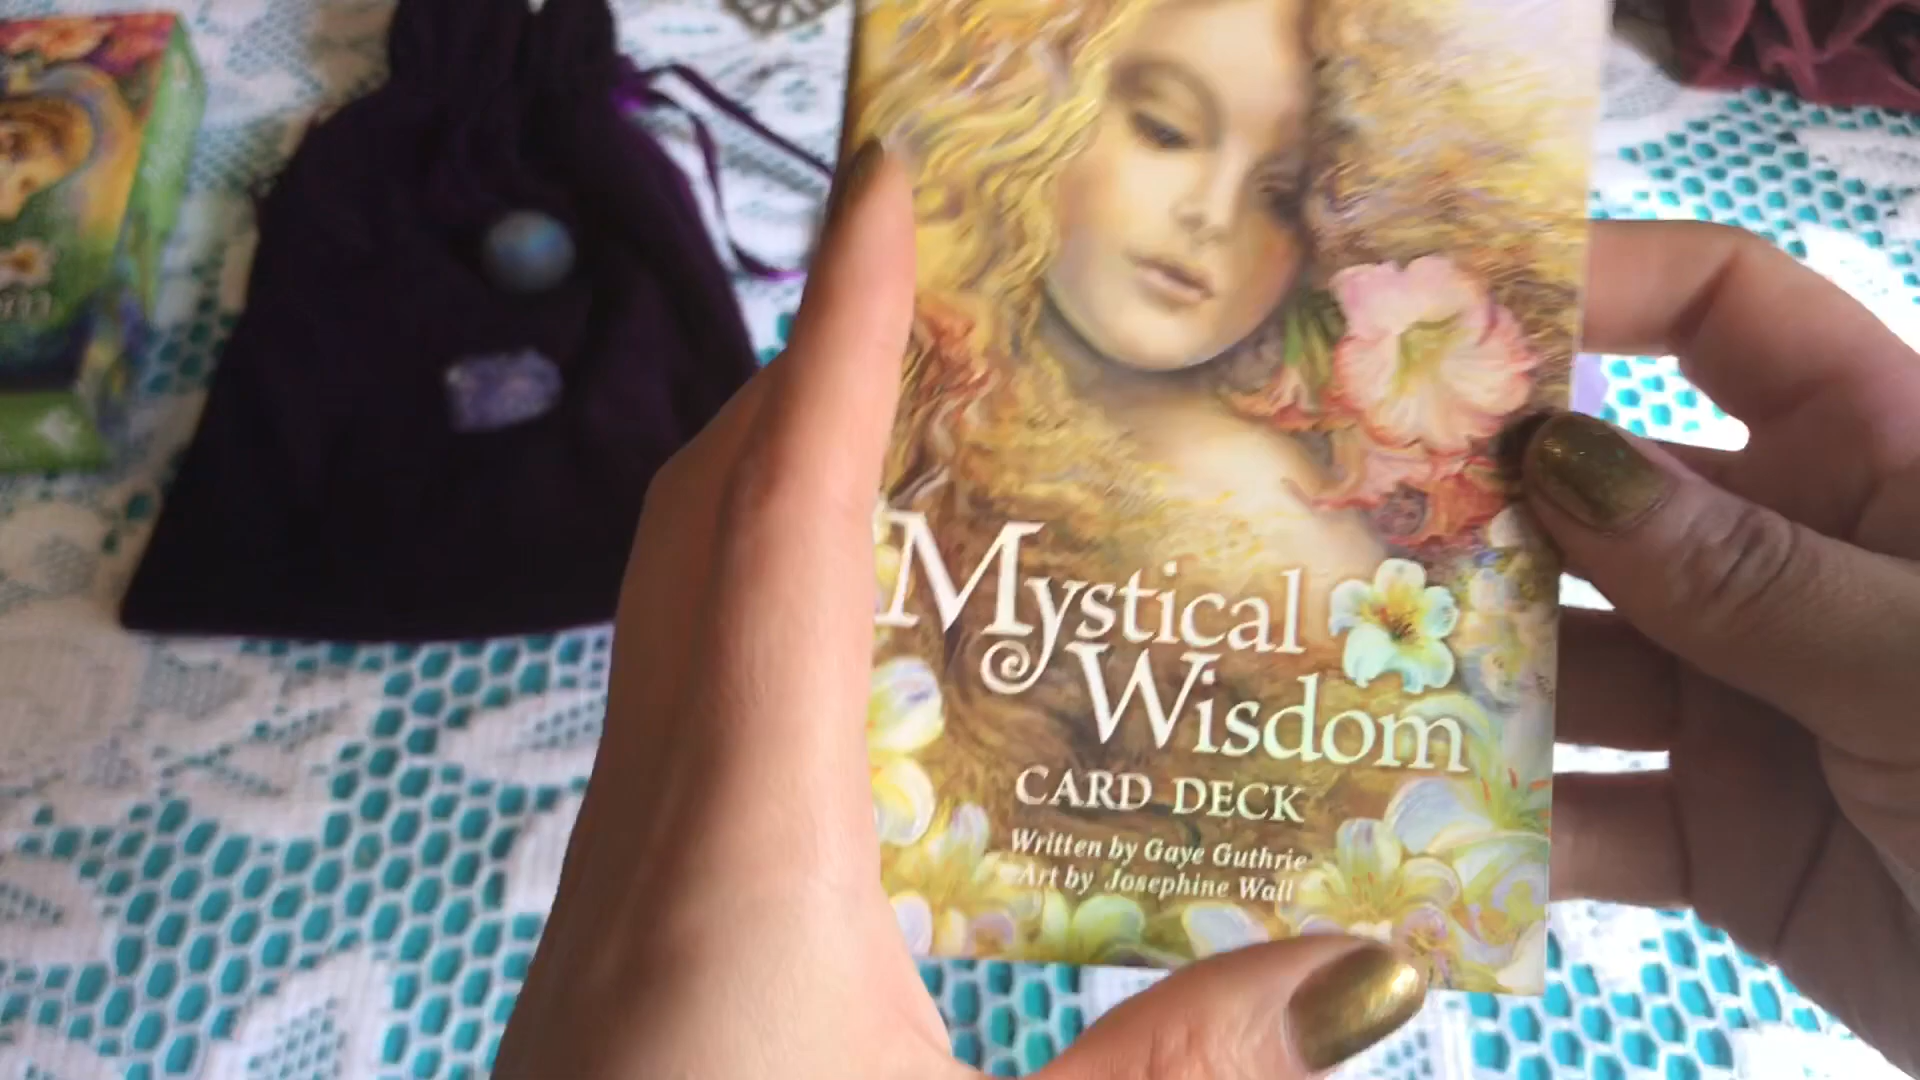 Mystical
Wisdom
CARD DECK
Written by Gaye Guthrie
Art by Josephine Wall